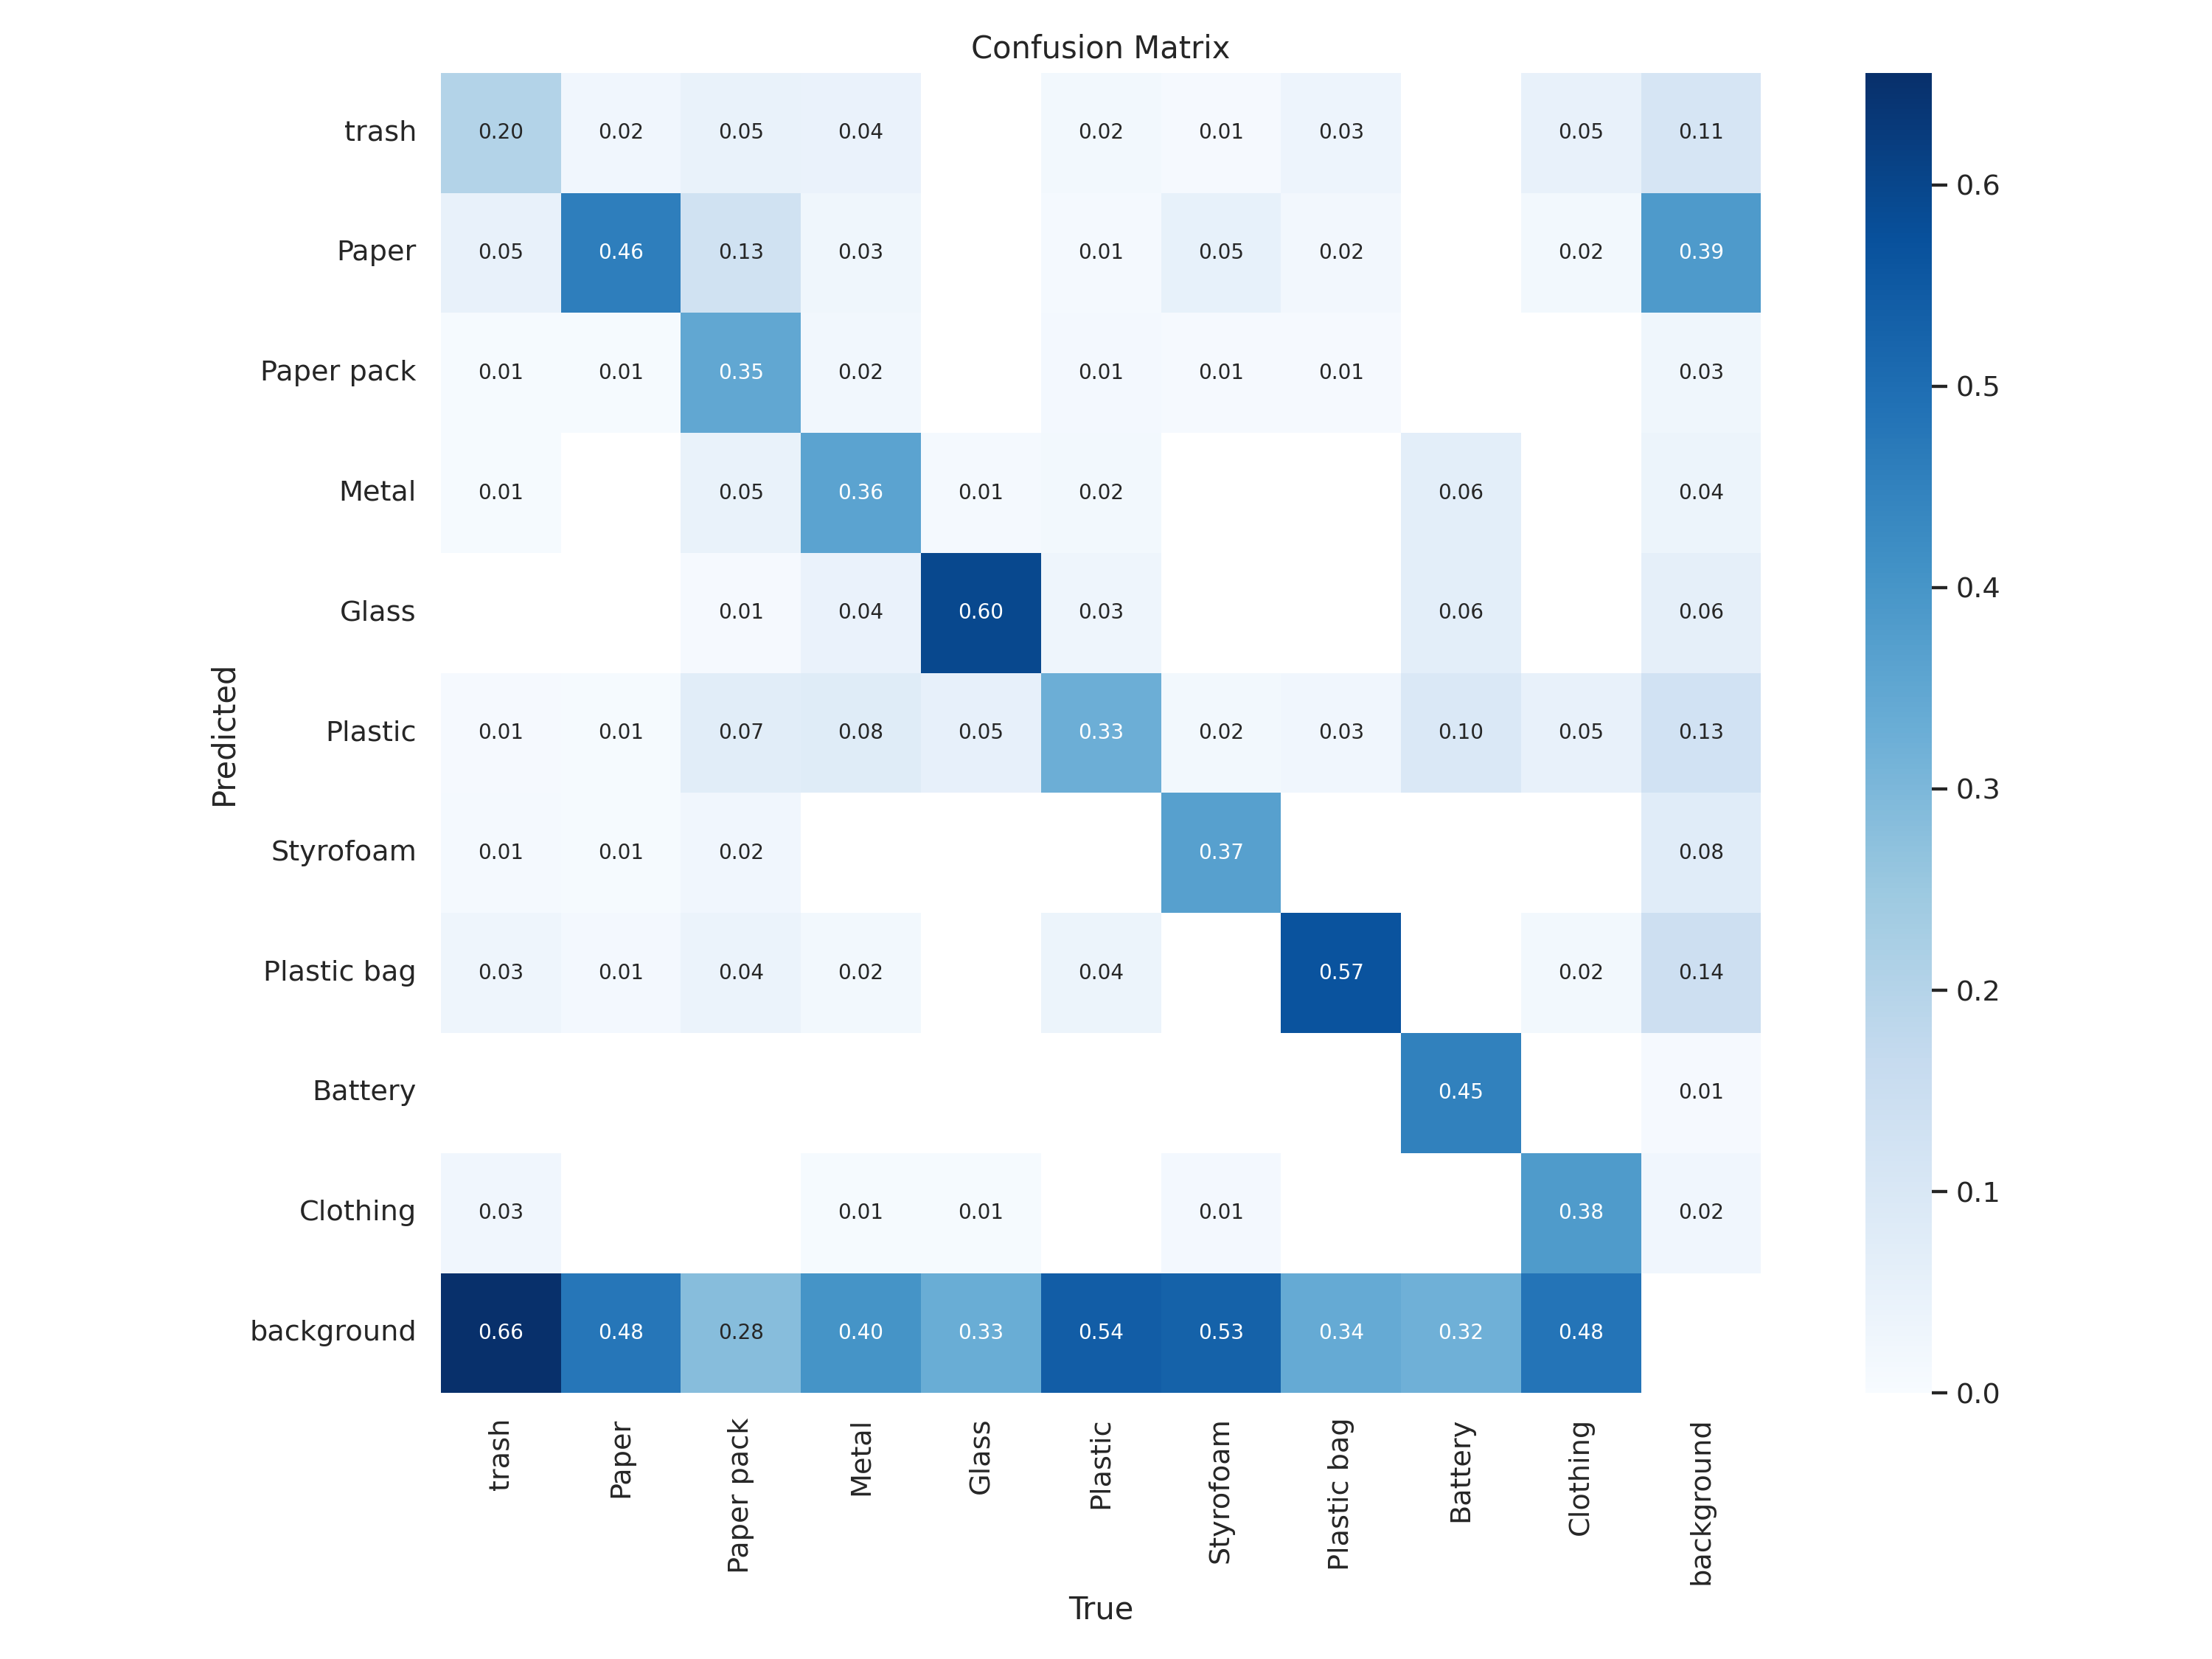 Confusion Matrix
trash 0.20 0.02 0.05 0.04 0.02 0.01 0.03 0.05 0.11
Paper 0.05 0.46 0.13 0.03 0.01 0.05 0.02 0.02 0.39
Paper pack 0.01 0.01 0.35 0.02 0.01 0.01 0.01 0.03
Metal 0.01 0.05 0.36 0.01 0.02 0.06 0.04
Glass 0.01 0.04 0.60 0.03 0.06 0.06
Plastic 0.01 0.01 0.07 0.08 0.05 0.33 0.02 0.03 0.10 0.05 0.13
Styrofoam 0.01 0.01 0.02 0.37 0.08
Plastic bag 0.03 0.01 0.04 0.02 0.04 0.57 0.02 0.14
Battery 0.45 0.01
Clothing 0.03 0.01 0.01 0.01 0.38 0.02
background 0.66 0.48 0.28 0.40 0.33 0.54 0.53 0.34 0.32 0.48
Predicted
trash Paper Paper pack Metal Glass Plastic Styrofoam Plastic bag Battery Clothing background
True
0.6
0.5
0.4
0.3
0.2
0.1
0.0